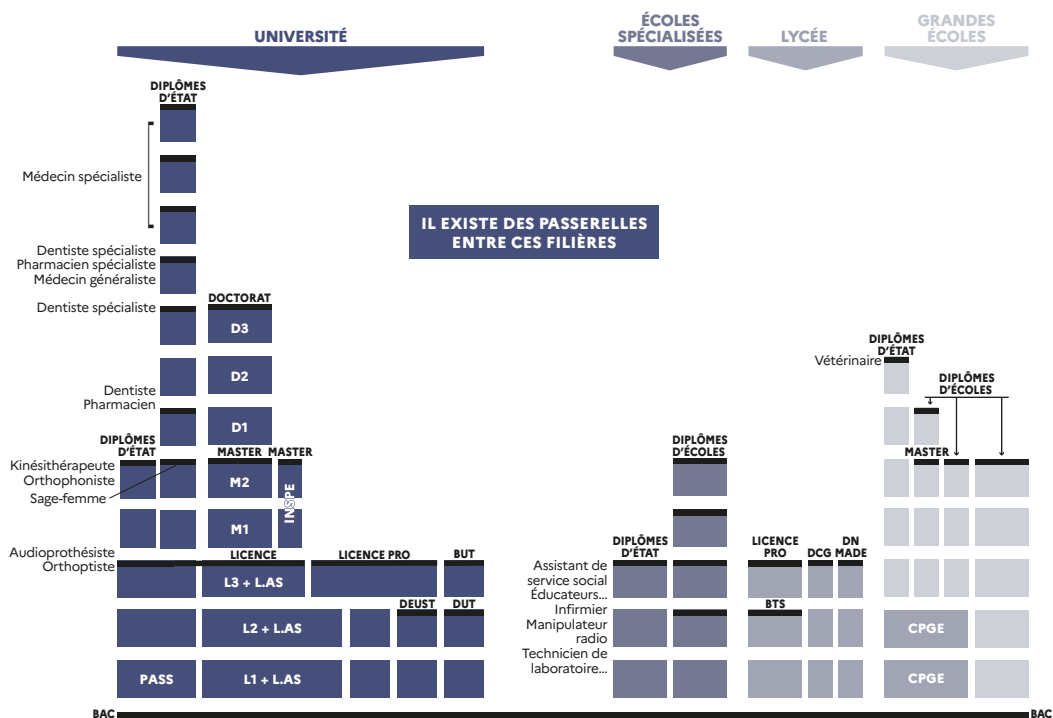 UNIVERSITÉ
ÉCOLES
SPÉCIALISÉES
LYCÉE
GRANDES
ÉCOLES
DIPLÔMES
D'ÉTAT
Médecin spécialiste
IL EXISTE DES PASSERELLES
ENTRE CES FILIÈRES
Dentiste spécialiste
Pharmacien spécialiste
Médecin généraliste
Dentiste spécialiste
DOCTORAT
D3
D2
D1
Dentiste
Pharmacien
DIPLÔMES
D'ÉTAT
Kinésithérapeute
Orthophoniste
Sage-femme
MASTER
MASTER
M2
M1
INSPE
Audioprothésiste
Orthoptiste
LICENCE
LICENCE PRO
BUT
L3 + L.AS
DEUST
DUT
L2 + L.AS
PASS
L1 + L.AS
DIPLÔMES
D'ÉCOLES
DIPLÔMES
D'ÉTAT
Assistant de
service social
Éducateurs...
Infirmier
Manipulateur
radio
Technicien de
laboratoire...
LICENCE
PRO
DCG
DN
MADE
BTS
DIPLÔMES
D'ÉTAT
Vétérinaire
DIPLÔMES
D'ÉCOLES
MASTER
CPGE
CPGE
BAC
BAC